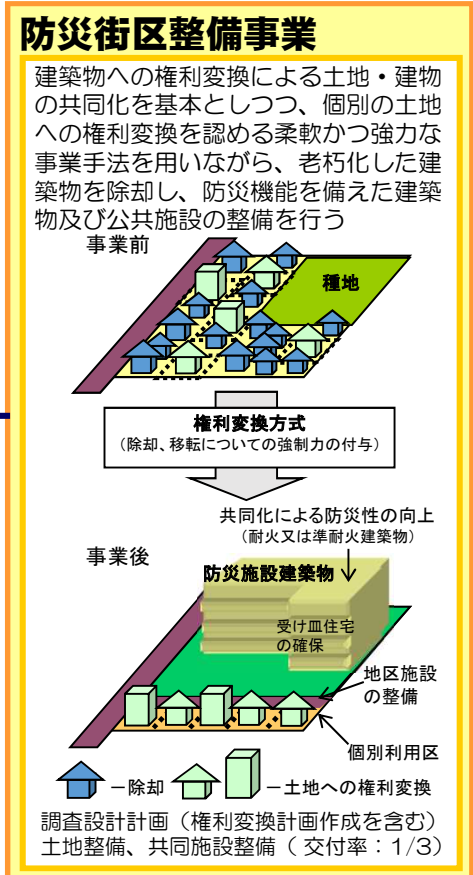 防災街区整備事業
建築物への権利変換による土地・建物
の共同化を基本としつつ、個別の土地
への権利変換を認める柔軟かつ強力な
事業手法を用いながら、老朽化した建
築物を除却し、防災機能を備えた建築
物及び公共施設の整備を行う
事業前
種地
権利変換方式
（除却、移転についての強制力の付与）
共同化による防災性の向上
（耐火又は準耐火建築物）
事業後
防災施設建築物
受け皿住宅
の確保
地区施設
の整備
個別利用区
－除却
－土地への権利変換
調査設計計画（権利変換計画作成を含む）
土地整備、共同施設整備（ 交付率：1/3）